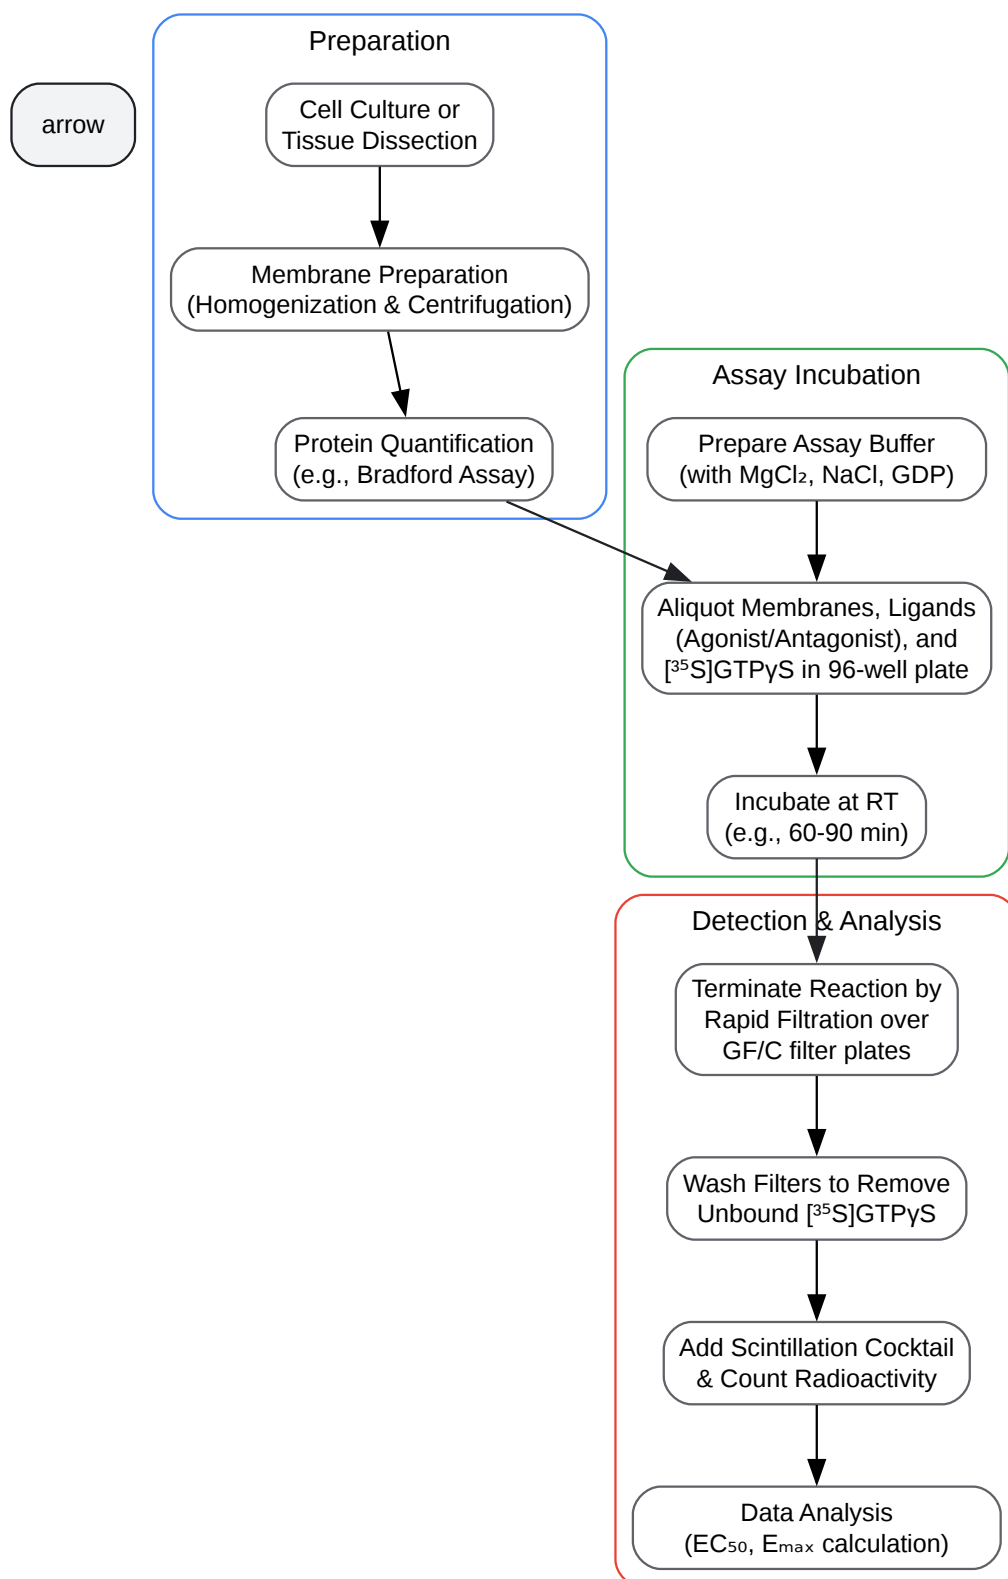 Preparation
arrow
Cell Culture or
Tissue Dissection
Membrane Preparation
(Homogenization & Centrifugation)
Protein Quantification
(e.g., Bradford Assay)
Assay Incubation
Prepare Assay Buffer
(with MgCl₂, NaCl, GDP)
Aliquot Membranes, Ligands
(Agonist/Antagonist), and
[³⁵S]GTPγS in 96-well plate
Incubate at RT
(e.g., 60-90 min)
Detection & Analysis
Terminate Reaction by
Rapid Filtration over
GF/C filter plates
Wash Filters to Remove
Unbound [³⁵S]GTPγS
Add Scintillation Cocktail
& Count Radioactivity
Data Analysis
(EC₅₀, Eₘₐₓ calculation)